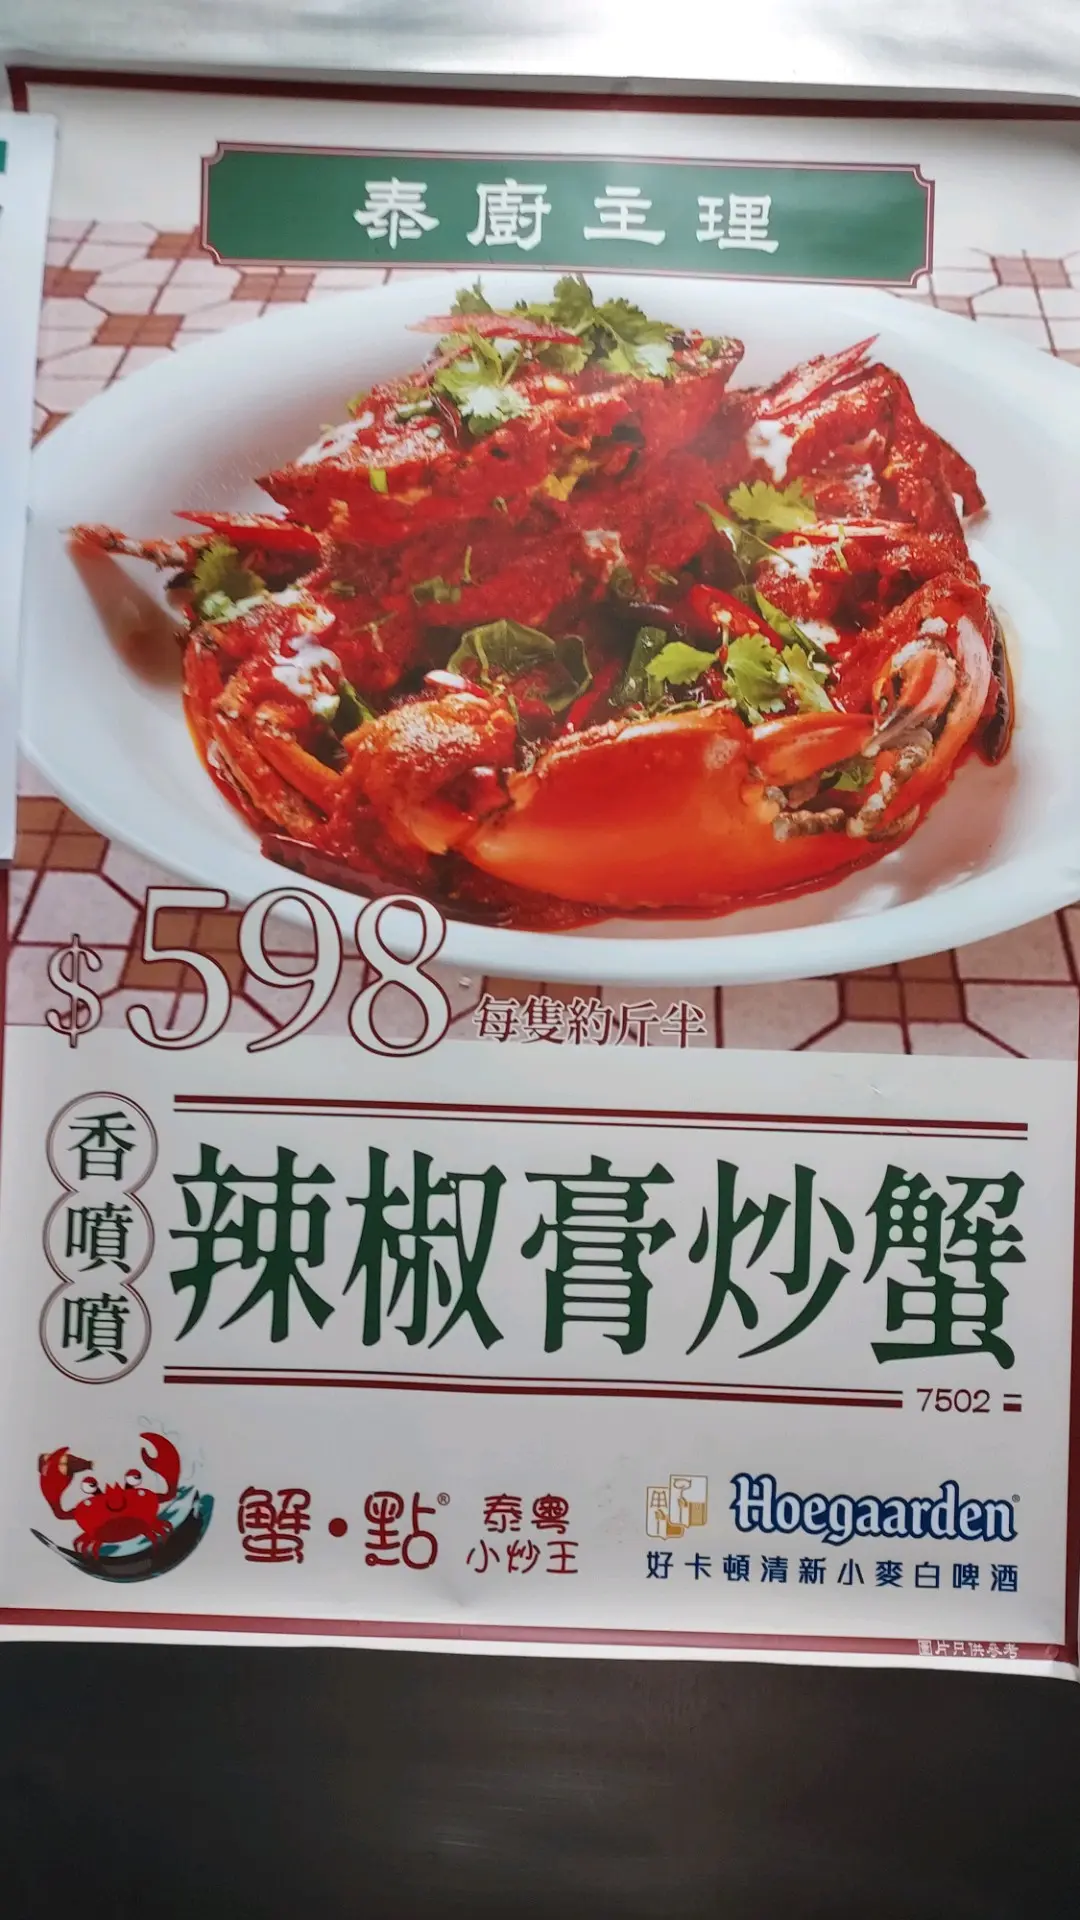 泰廚主理
$598 每隻約斤半
香噴噴
辣椒膏炒蟹
7502
蟹•點® 泰粵
小炒王
Hoegaarden®
好卡頓清新小麥白啤酒
圖片只供參考